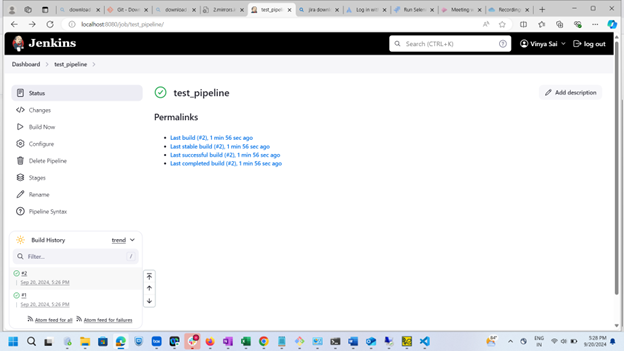 download
Git - Dow
download
2.mirrors.
test_pipeli
jira downl
Log in wit
Run Selen
Meeting
Recording
localhost:8080/job/test_pipeline/
Jenkins
Search (CTRL+K)
Vinya Sai
log out
Dashboard > test_pipeline >
Status
Changes
Build Now
Configure
Delete Pipeline
Stages
Rename
Pipeline Syntax
test_pipeline
Add description
Permalinks
Last build (#2), 1 min 56 sec ago
Last stable build (#2), 1 min 56 sec ago
Last successful build (#2), 1 min 56 sec ago
Last completed build (#2), 1 min 56 sec ago
Build History
trend
Filter...
/
#2
Sep 20, 2024, 5:26 PM
#1
Sep 20, 2024, 5:26 PM
Atom feed for all
Atom feed for failures
84°
ENG
IN
5:28 PM
9/20/2024